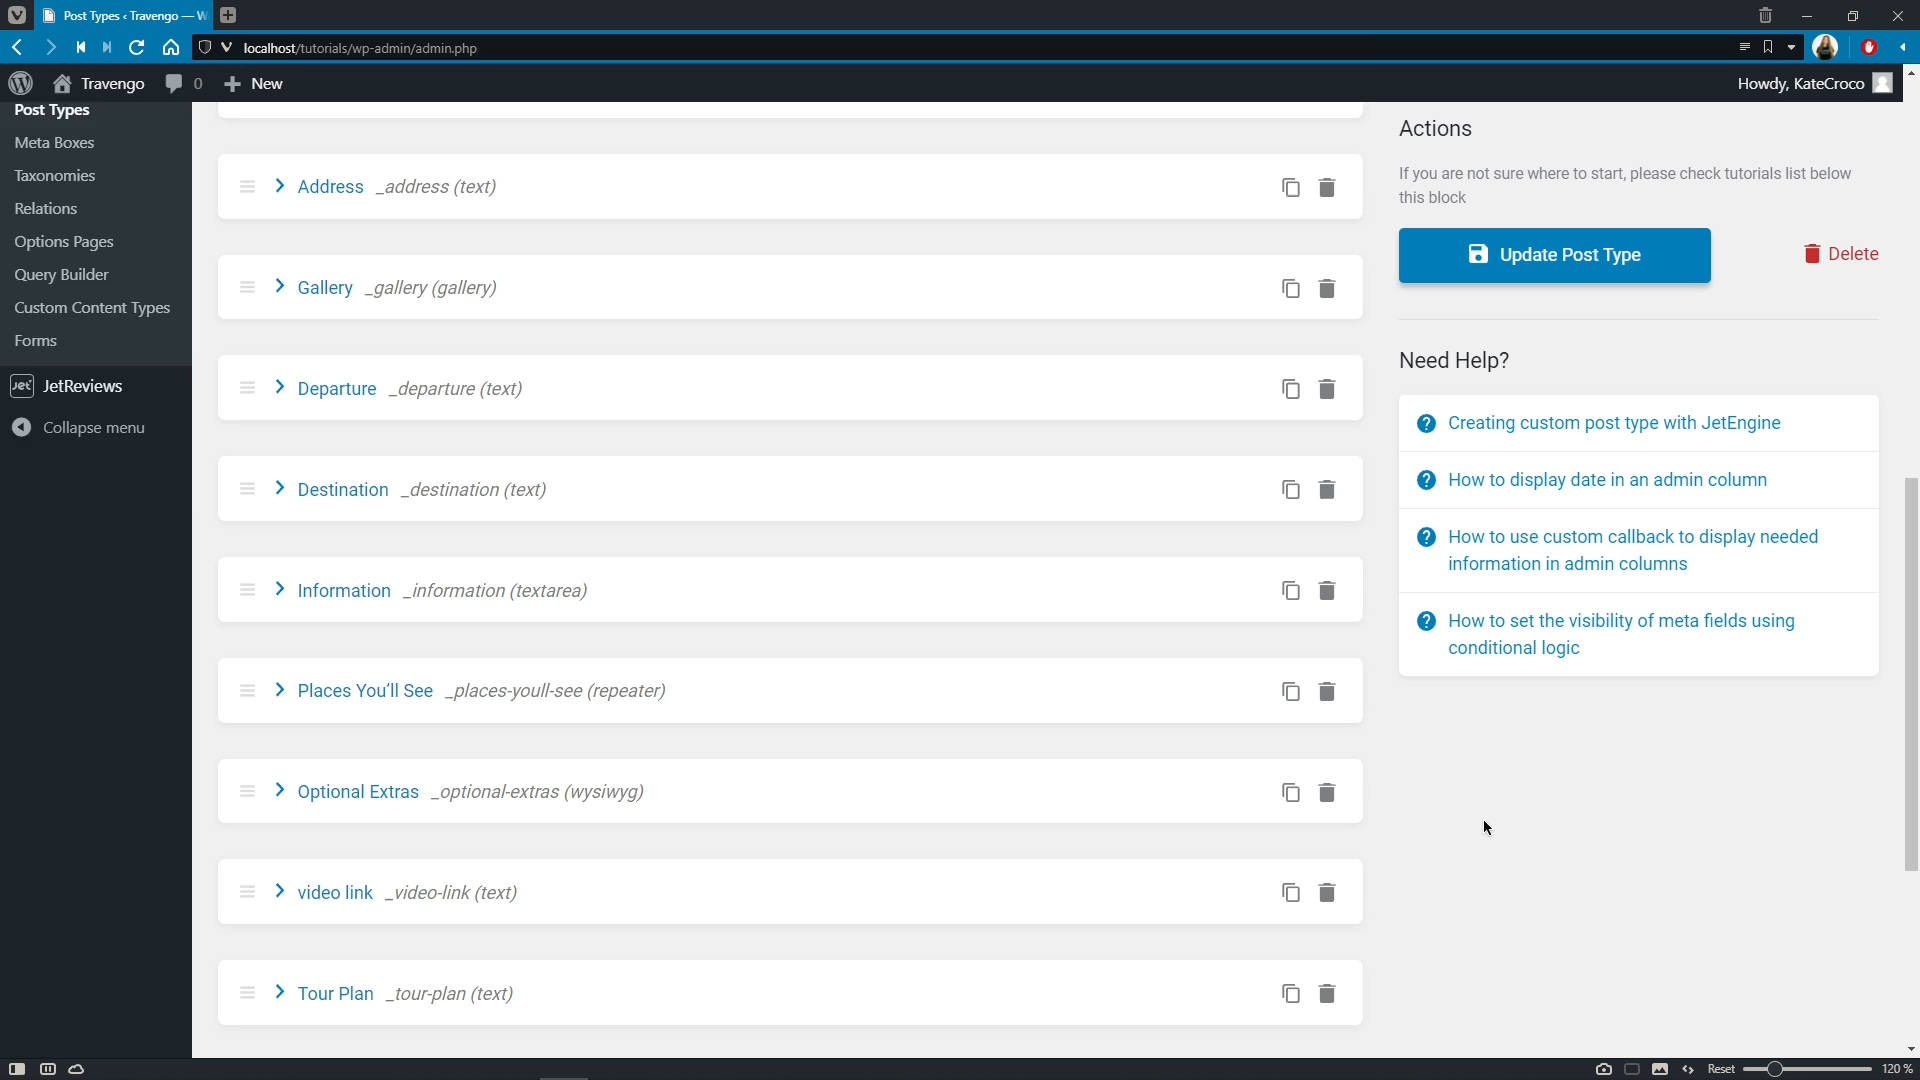 Post Types ‹ Travengo — W
localhost/tutorials/wp-admin/admin.php
Travengo 0 New
Howdy, KateCroco
Post Types
Meta Boxes
Taxonomies
Relations
Options Pages
Query Builder
Custom Content Types
Forms
Jet JetReviews
Collapse menu
Address _address (text)
Gallery _gallery (gallery)
Departure _departure (text)
Destination _destination (text)
Information _information (textarea)
Places You'll See _places-youll-see (repeater)
Optional Extras _optional-extras (wysiwyg)
video link _video-link (text)
Tour Plan _tour-plan (text)
Actions
If you are not sure where to start, please check tutorials list below
this block
Update Post Type
Delete
Need Help?
Creating custom post type with JetEngine
How to display date in an admin column
How to use custom callback to display needed
information in admin columns
How to set the visibility of meta fields using
conditional logic
Reset 120 %